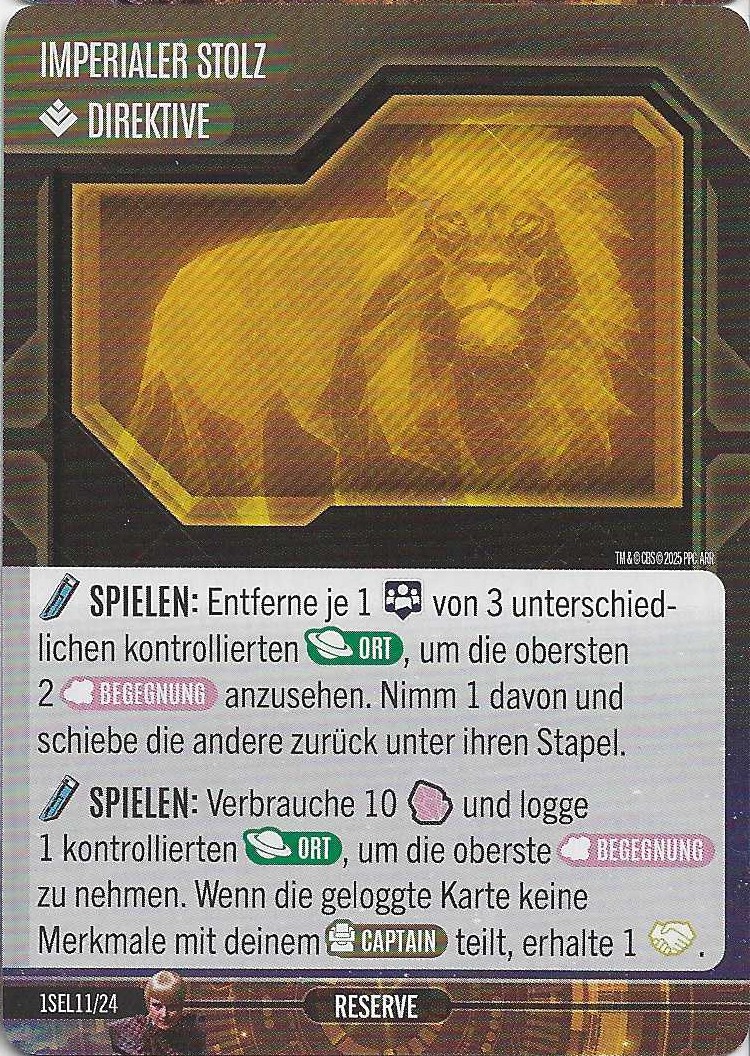 IMPERIALER STOLZ
DIREKTIVE
TM & © CBS © 2025 PPC ARR
SPIELEN: Entferne je 1 von 3 unterschied-
lichen kontrollierten ORT, um die obersten
2 BEGEGNUNG anzusehen. Nimm 1 davon und
schiebe die andere zurück unter ihren Stapel.
SPIELEN: Verbrauche 10 und logge
1 kontrollierten ORT, um die oberste BEGEGNUNG
zu nehmen. Wenn die geloggte Karte keine
Merkmale mit deinem CAPTAIN teilt, erhalte 1 .
1SEL11/24
RESERVE